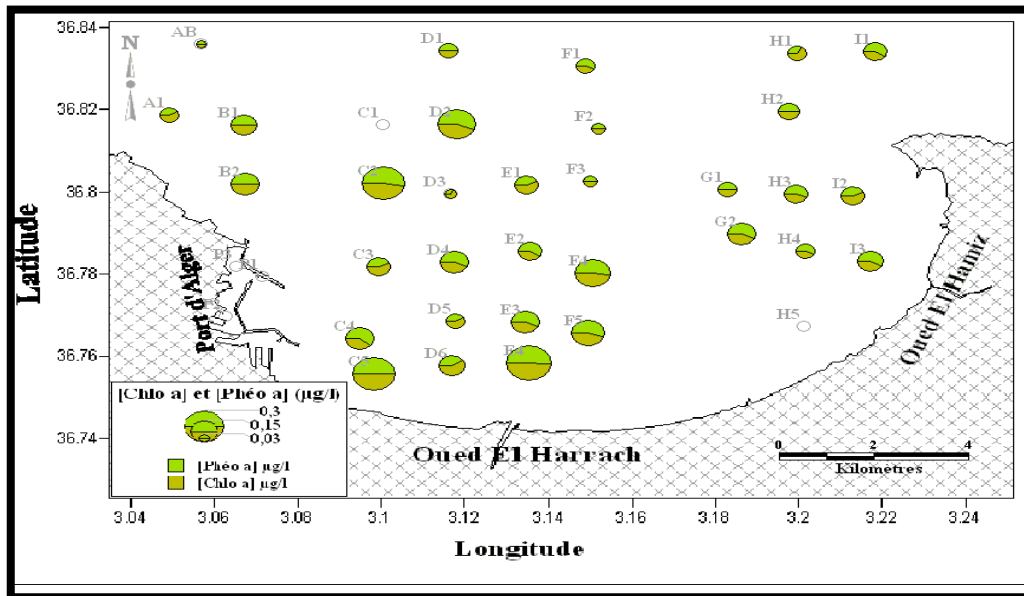 36.84
36.82
36.8
36.78
36.76
36.74
Latitude
N
AB
D1
F1
H1
I1
A1
B1
C1
D2
F2
H2
B2
C2
D3
E1
F3
G1
H3
I2
G2
C3
D4
E2
F4
H4
I3
P1
Port d'Alger
C4
D5
E3
F5
H5
C5
D6
E4
Oued El Hamiz
[Chlo a] et [Phéo a] (µg/l)
0,3
0,15
0,03
[Phéo a] µg/l
[Chlo a] µg/l
Oued El Harrach
0 2 4
Kilometres
3.04 3.06 3.08 3.1 3.12 3.14 3.16 3.18 3.2 3.22 3.24
Longitude